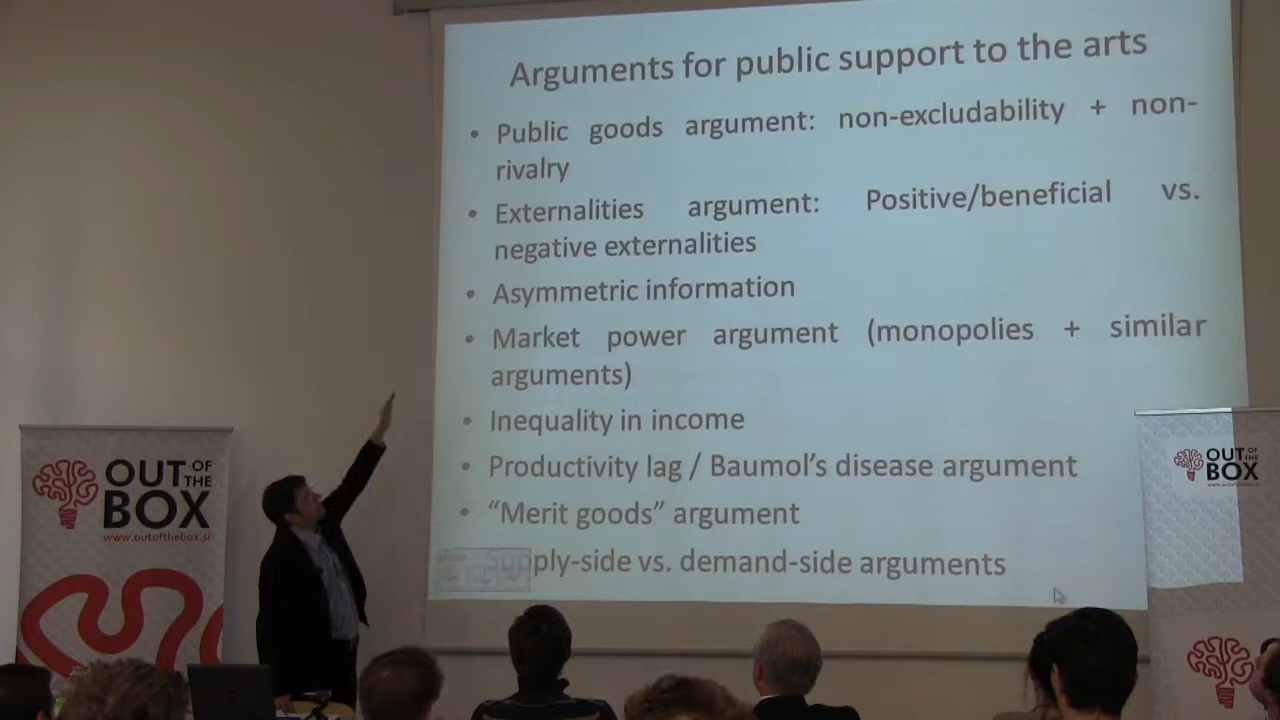 Arguments for public support to the arts
• Public goods argument: non-excludability + non-
rivalry
• Externalities argument: Positive/beneficial vs.
negative externalities
• Asymmetric information
• Market power argument (monopolies + similar
arguments)
• Inequality in income
• Productivity lag / Baumol's disease argument
• “Merit goods” argument
Supply-side vs. demand-side arguments
OUT OF THE
BOX
www.outofthebox.si
OUT OF THE
BOX
www.outofthebox.si